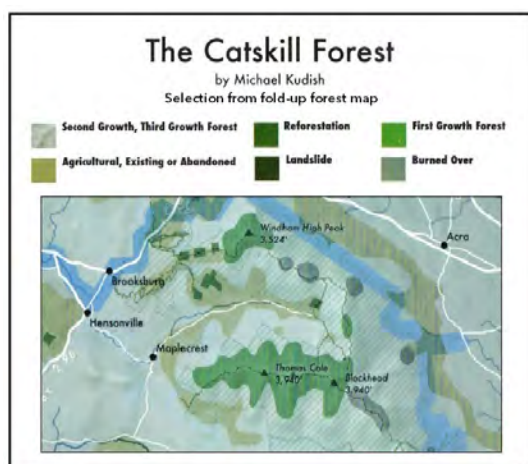 The Catskill Forest
by Michael Kudish
Selection from fold-up forest map
Second Growth, Third Growth Forest
Reforestation
First Growth Forest
Agricultural, Existing or Abandoned
Landslide
Burned Over
Windham High Peak
3,524'
Acra
Brooksburg
Hensonville
Maplecrest
Thomas Cole
3,940'
Blackhead
3,940'